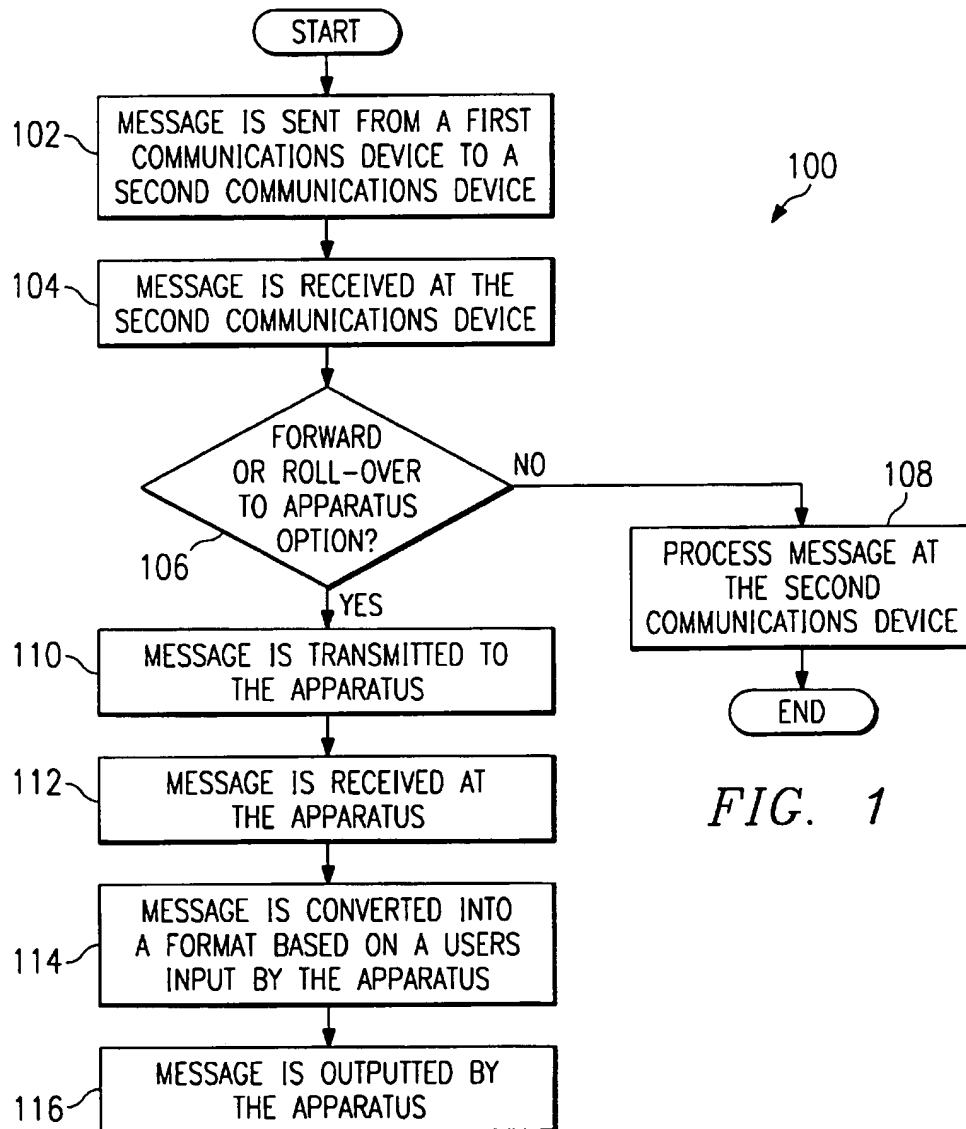 START
102
MESSAGE IS SENT FROM A FIRST
COMMUNICATIONS DEVICE TO A
SECOND COMMUNICATIONS DEVICE
100
104
MESSAGE IS RECEIVED AT THE
SECOND COMMUNICATIONS DEVICE
FORWARD
OR ROLL-OVER
TO APPARATUS
OPTION?
106
NO
108
PROCESS MESSAGE AT
THE SECOND
COMMUNICATIONS DEVICE
END
YES
110
MESSAGE IS TRANSMITTED TO
THE APPARATUS
112
MESSAGE IS RECEIVED AT
THE APPARATUS
FIG. 1
114
MESSAGE IS CONVERTED INTO
A FORMAT BASED ON A USERS
INPUT BY THE APPARATUS
116
MESSAGE IS OUTPUTTED BY
THE APPARATUS